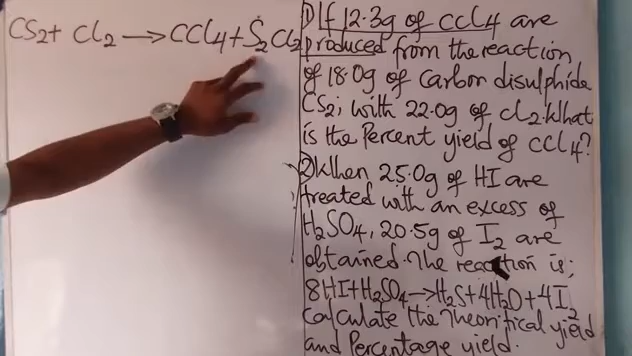 CS₂ + Cl₂ → CCl₄ + S₂Cl₂
1) If 12.3g of CCl₄ are
produced from the reaction
of 18.0g of Carbon disulphide
CS₂; with 22.0g of Cl₂. What
is the Percent yield of CCl₄?
2) When 25.0g of HI are
treated with an excess of
H₂SO₄, 20.5g of I₂ are
obtained. The reaction is;
8HI+H₂SO₄→H₂S+4H₂O+4I₂
calculate the Theoritical yield
and Percentage yield.